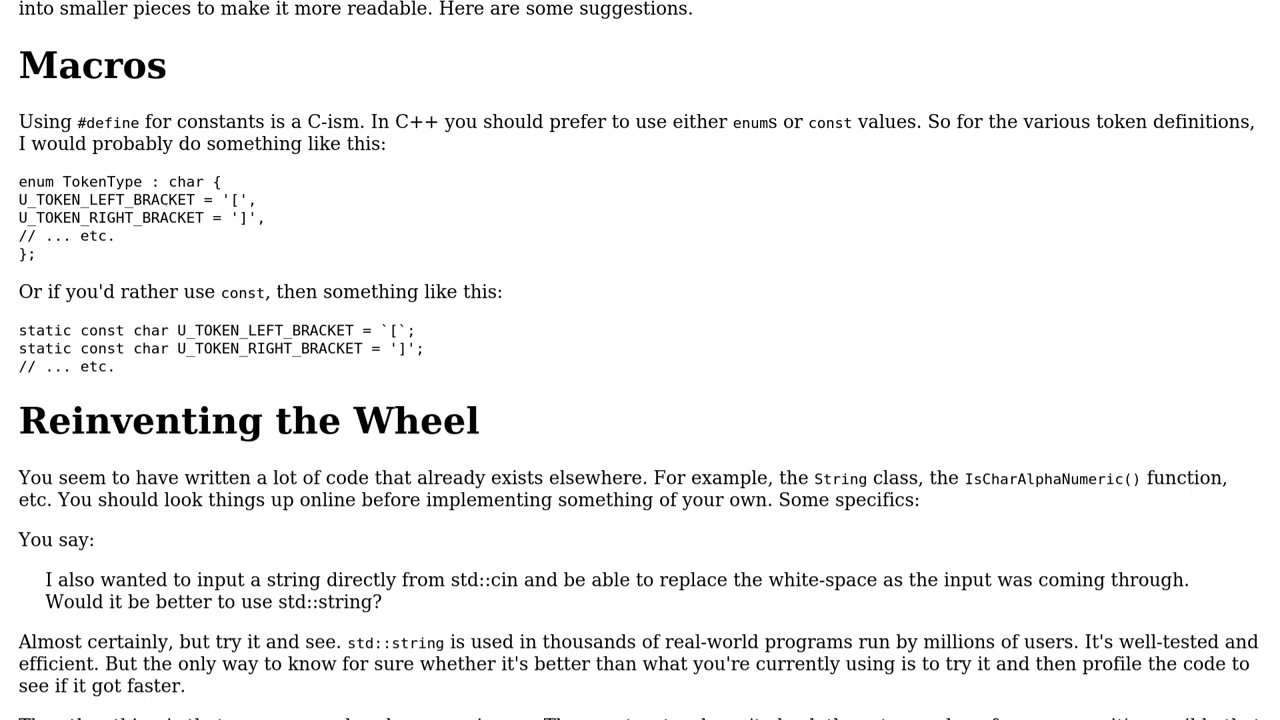 into smaller pieces to make it more readable. Here are some suggestions.
Macros
Using #define for constants is a C-ism. In C++ you should prefer to use either enums or const values. So for the various token definitions,
I would probably do something like this:
enum TokenType : char {
U_TOKEN_LEFT_BRACKET = '[',
U_TOKEN_RIGHT_BRACKET = ']',
// ... etc.
};
Or if you'd rather use const, then something like this:
static const char U_TOKEN_LEFT_BRACKET = `[`;
static const char U_TOKEN_RIGHT_BRACKET = ']';
// ... etc.
Reinventing the Wheel
You seem to have written a lot of code that already exists elsewhere. For example, the String class, the IsCharAlphaNumeric() function,
etc. You should look things up online before implementing something of your own. Some specifics:
You say:
I also wanted to input a string directly from std::cin and be able to replace the white-space as the input was coming through.
Would it be better to use std::string?
Almost certainly, but try it and see. std::string is used in thousands of real-world programs run by millions of users. It's well-tested and
efficient. But the only way to know for sure whether it's better than what you're currently using is to try it and then profile the code to
see if it got faster.